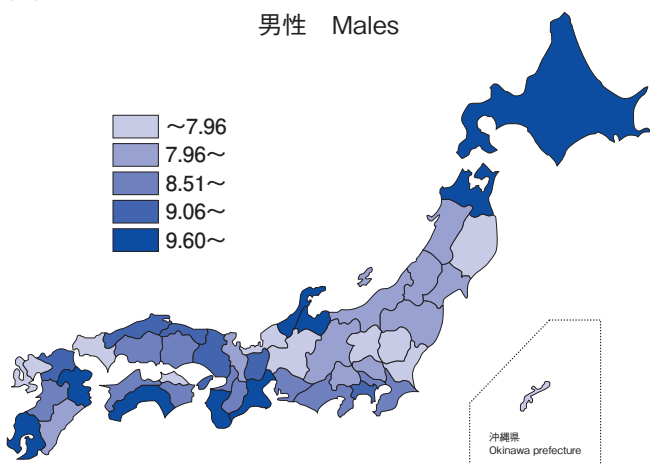 男性 Males
～7.96
7.96～
8.51～
9.06～
9.60～
沖縄県
Okinawa prefecture